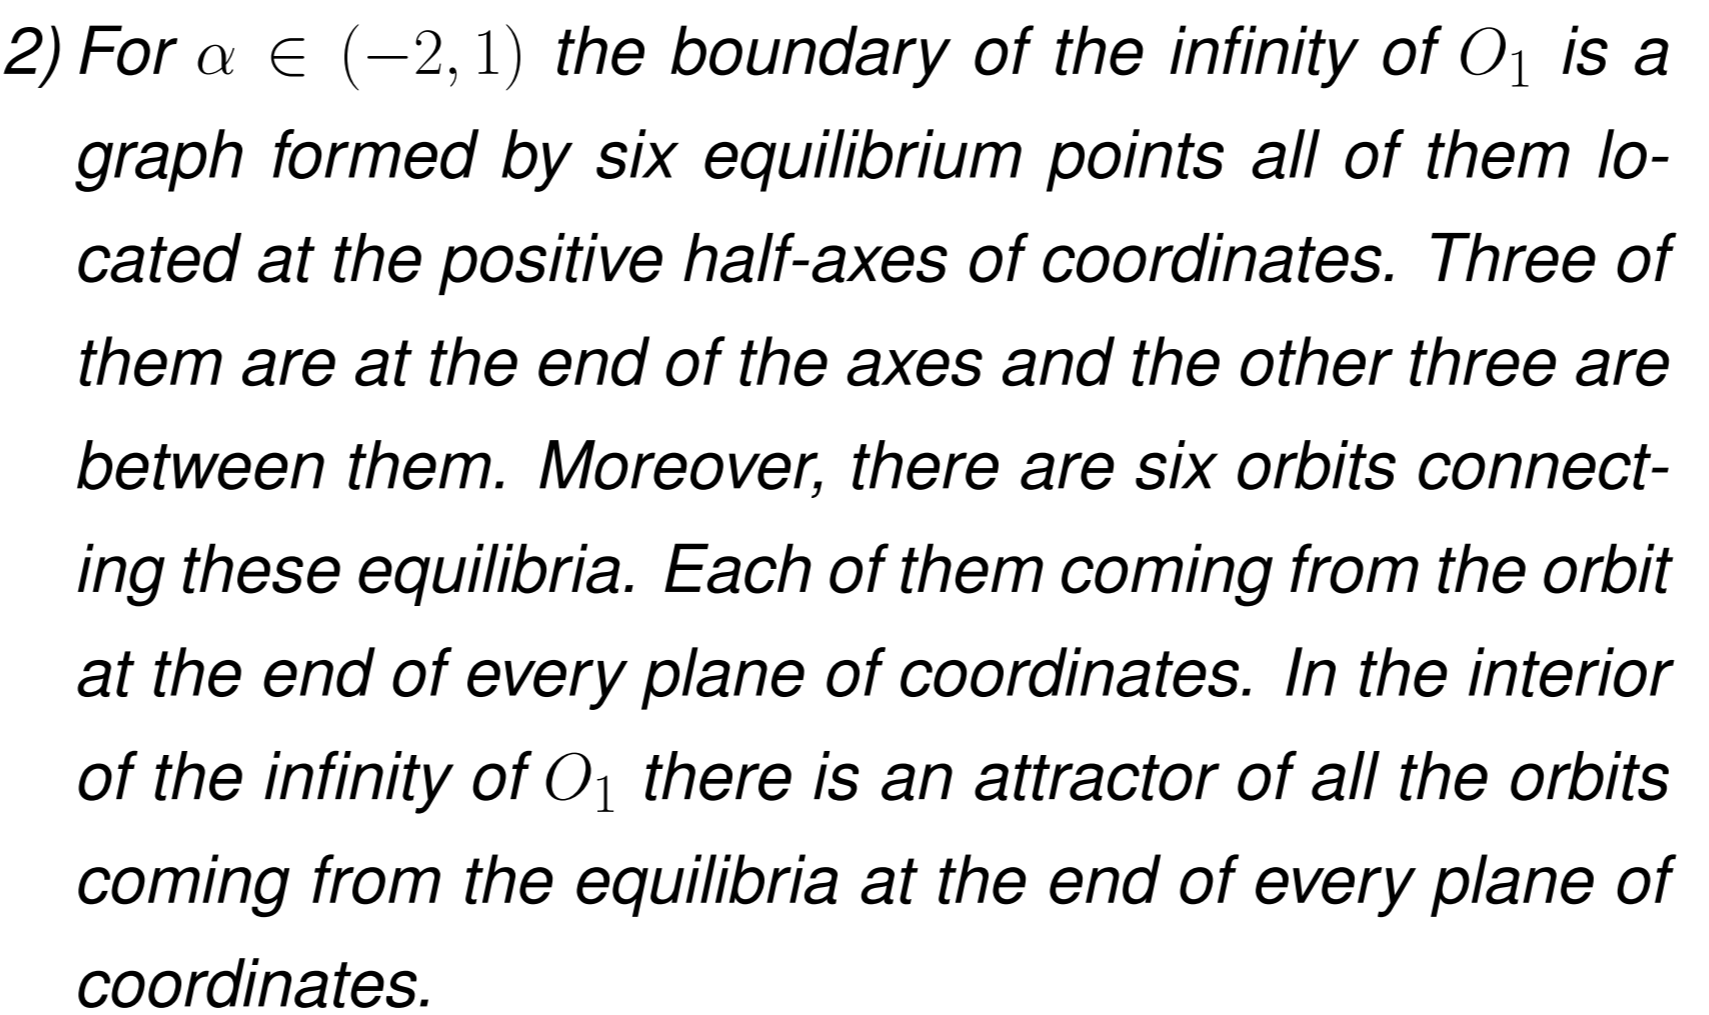 2) For α ∈ (−2, 1) the boundary of the infinity of O₁ is a
graph formed by six equilibrium points all of them lo-
cated at the positive half-axes of coordinates. Three of
them are at the end of the axes and the other three are
between them. Moreover, there are six orbits connect-
ing these equilibria. Each of them coming from the orbit
at the end of every plane of coordinates. In the interior
of the infinity of O₁ there is an attractor of all the orbits
coming from the equilibria at the end of every plane of
coordinates.